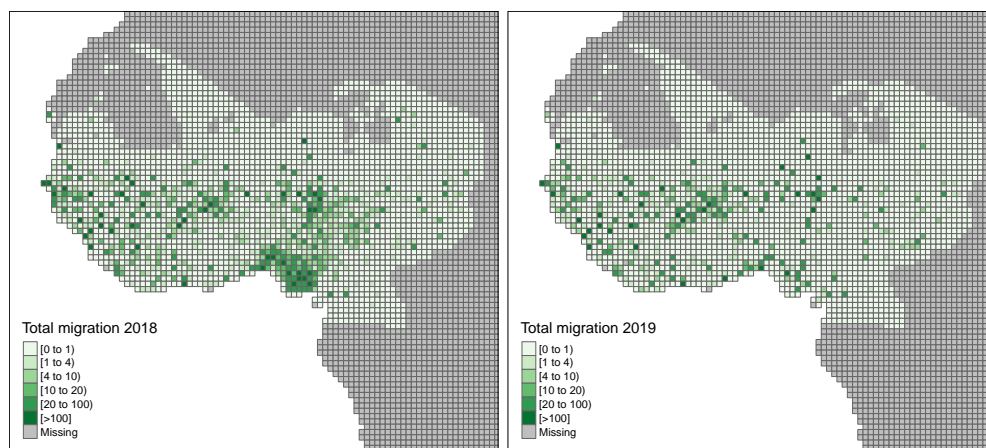 Total migration 2018
[0 to 1)
[1 to 4)
[4 to 10)
[10 to 20)
[20 to 100)
[>100]
Missing
Total migration 2019
[0 to 1)
[1 to 4)
[4 to 10)
[10 to 20)
[20 to 100)
[>100]
Missing